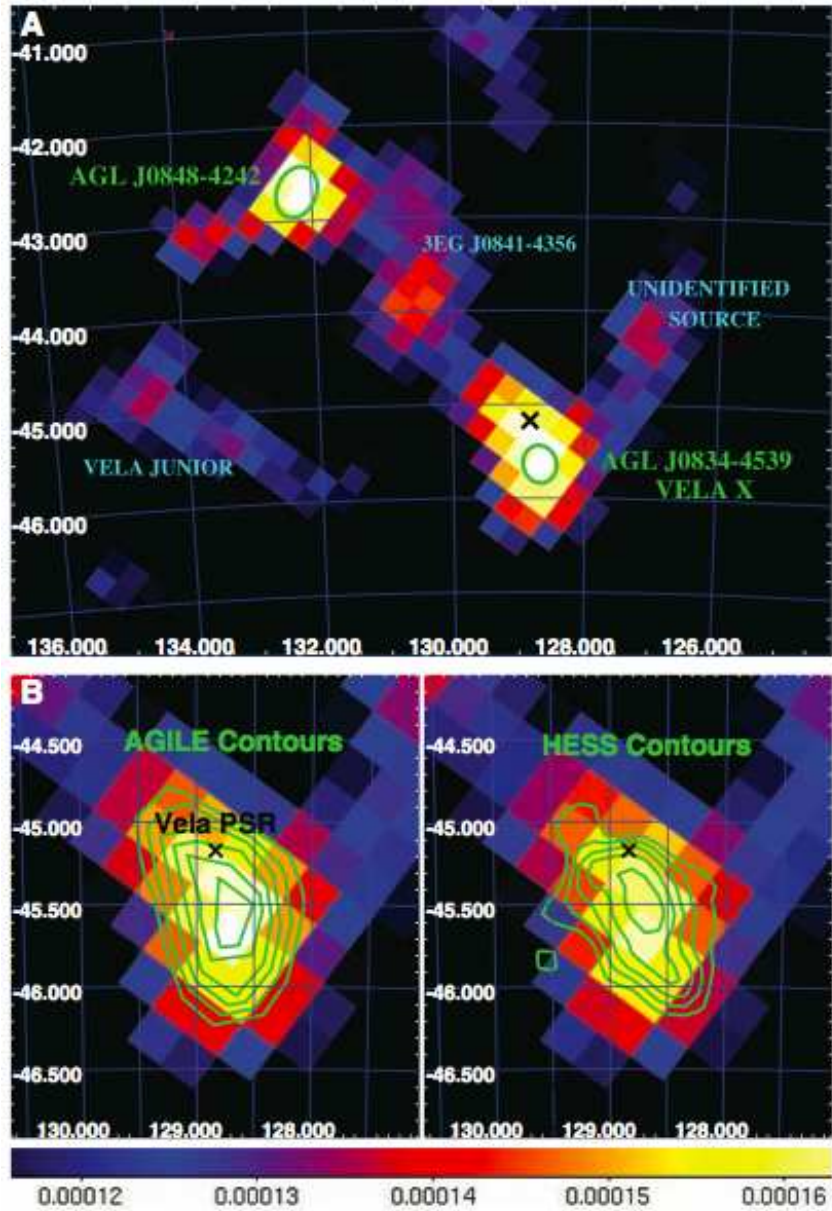 A
-41.000
-42.000
AGL J0848-4242
-43.000
3EG J0841-4356
UNIDENTIFIED
SOURCE
-44.000
-45.000
VELA JUNIOR
AGL J0834-4539
VELA X
-46.000
136.000 134.000 132.000 130.000 128.000 126.000
B
AGILE Contours
-44.500
Vela PSR
-45.000
-45.500
-46.000
-46.500
130.000 129.000 128.000
HESS Contours
-44.500
-45.000
-45.500
-46.000
-46.500
130.000 129.000 128.000
0.00012 0.00013 0.00014 0.00015 0.00016